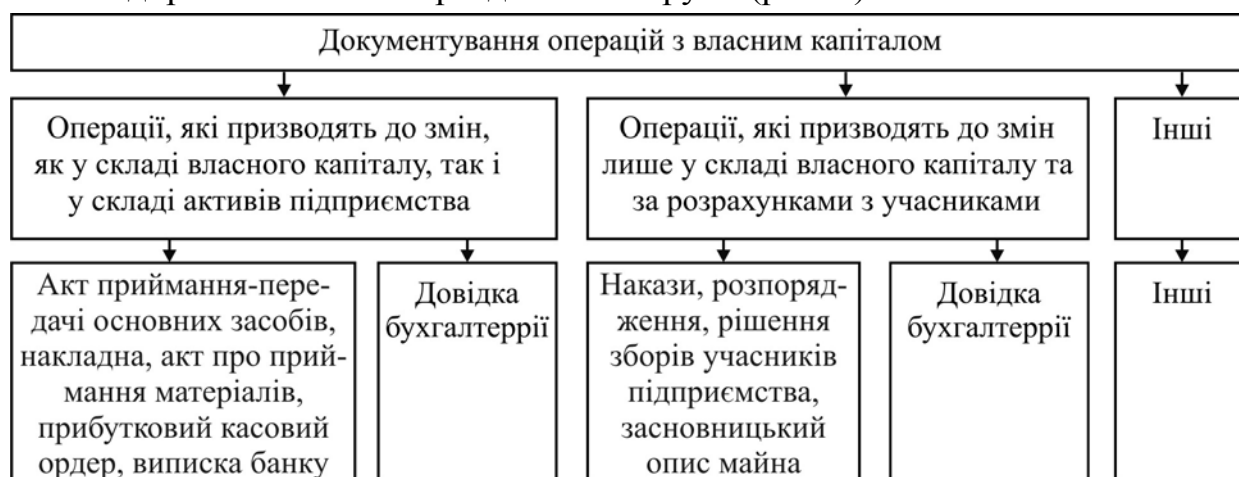 Документування операцій з власним капіталом
Операції, які призводять до змін,
як у складі власного капіталу, так і
у складі активів підприємства
Операції, які призводять до змін
лише у складі власного капіталу та
за розрахунками з учасниками
Інші
Акт приймання-пере-
дачі основних засобів,
накладна, акт про прий-
мання матеріалів,
прибутковий касовий
ордер, виписка банку
Довідка
бухгалтеррії
Накази, розпоряд-
ження, рішення
зборів учасників
підприємства,
засновницький
опис майна
Довідка
бухгалтеррії
Інші